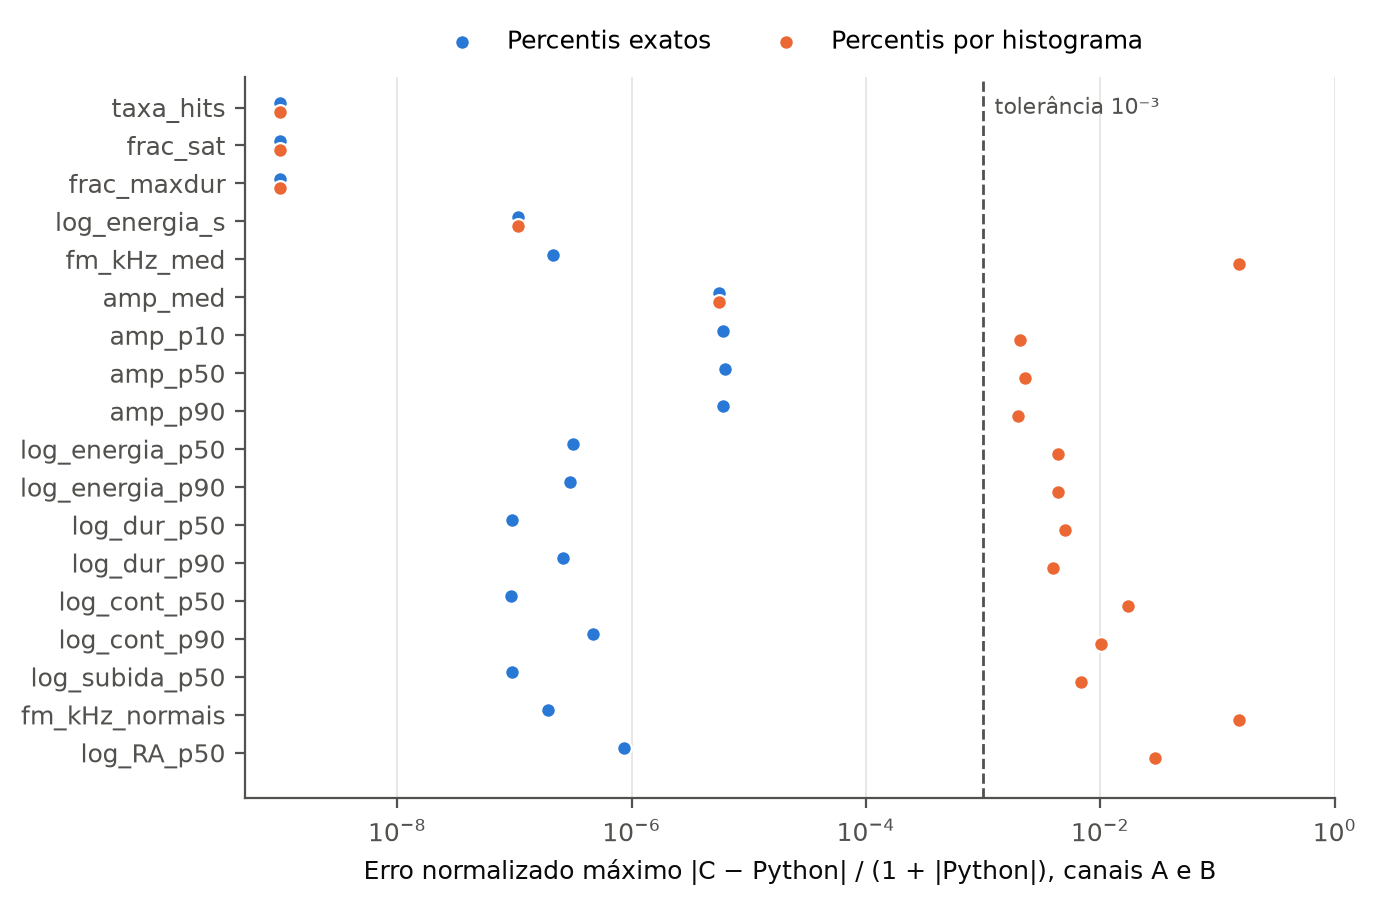 Percentis exatos
Percentis por histograma
tolerância 10⁻³
taxa_hits
frac_sat
frac_maxdur
log_energia_s
fm_kHz_med
amp_med
amp_p10
amp_p50
amp_p90
log_energia_p50
log_energia_p90
log_dur_p50
log_dur_p90
log_cont_p50
log_cont_p90
log_subida_p50
fm_kHz_normais
log_RA_p50
10⁻⁸ 10⁻⁶ 10⁻⁴ 10⁻² 10⁰
Erro normalizado máximo |C − Python| / (1 + |Python|), canais A e B